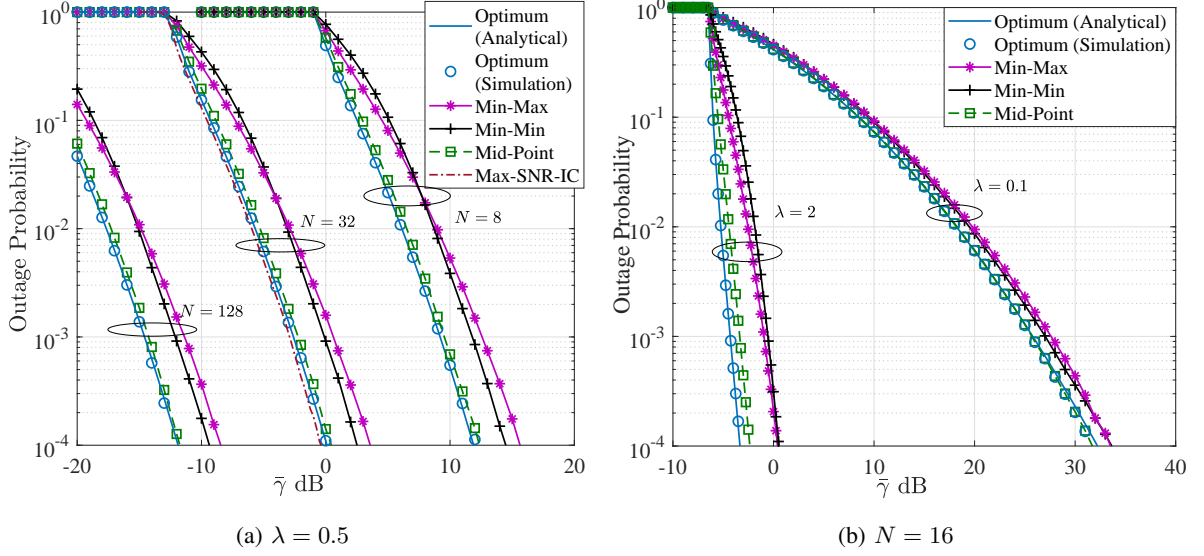 Outage Probability
10^0
10^-1
10^-2
10^-3
10^-4
-20
-10
0
10
20
γ̄ dB
Optimum
(Analytical)
Optimum
(Simulation)
Min-Max
Min-Min
Mid-Point
Max-SNR-IC
N = 8
N = 32
N = 128
(a) λ = 0.5
Outage Probability
10^0
10^-1
10^-2
10^-3
10^-4
-10
0
10
20
30
40
γ̄ dB
Optimum (Analytical)
Optimum (Simulation)
Min-Max
Min-Min
Mid-Point
λ = 0.1
λ = 2
(b) N = 16